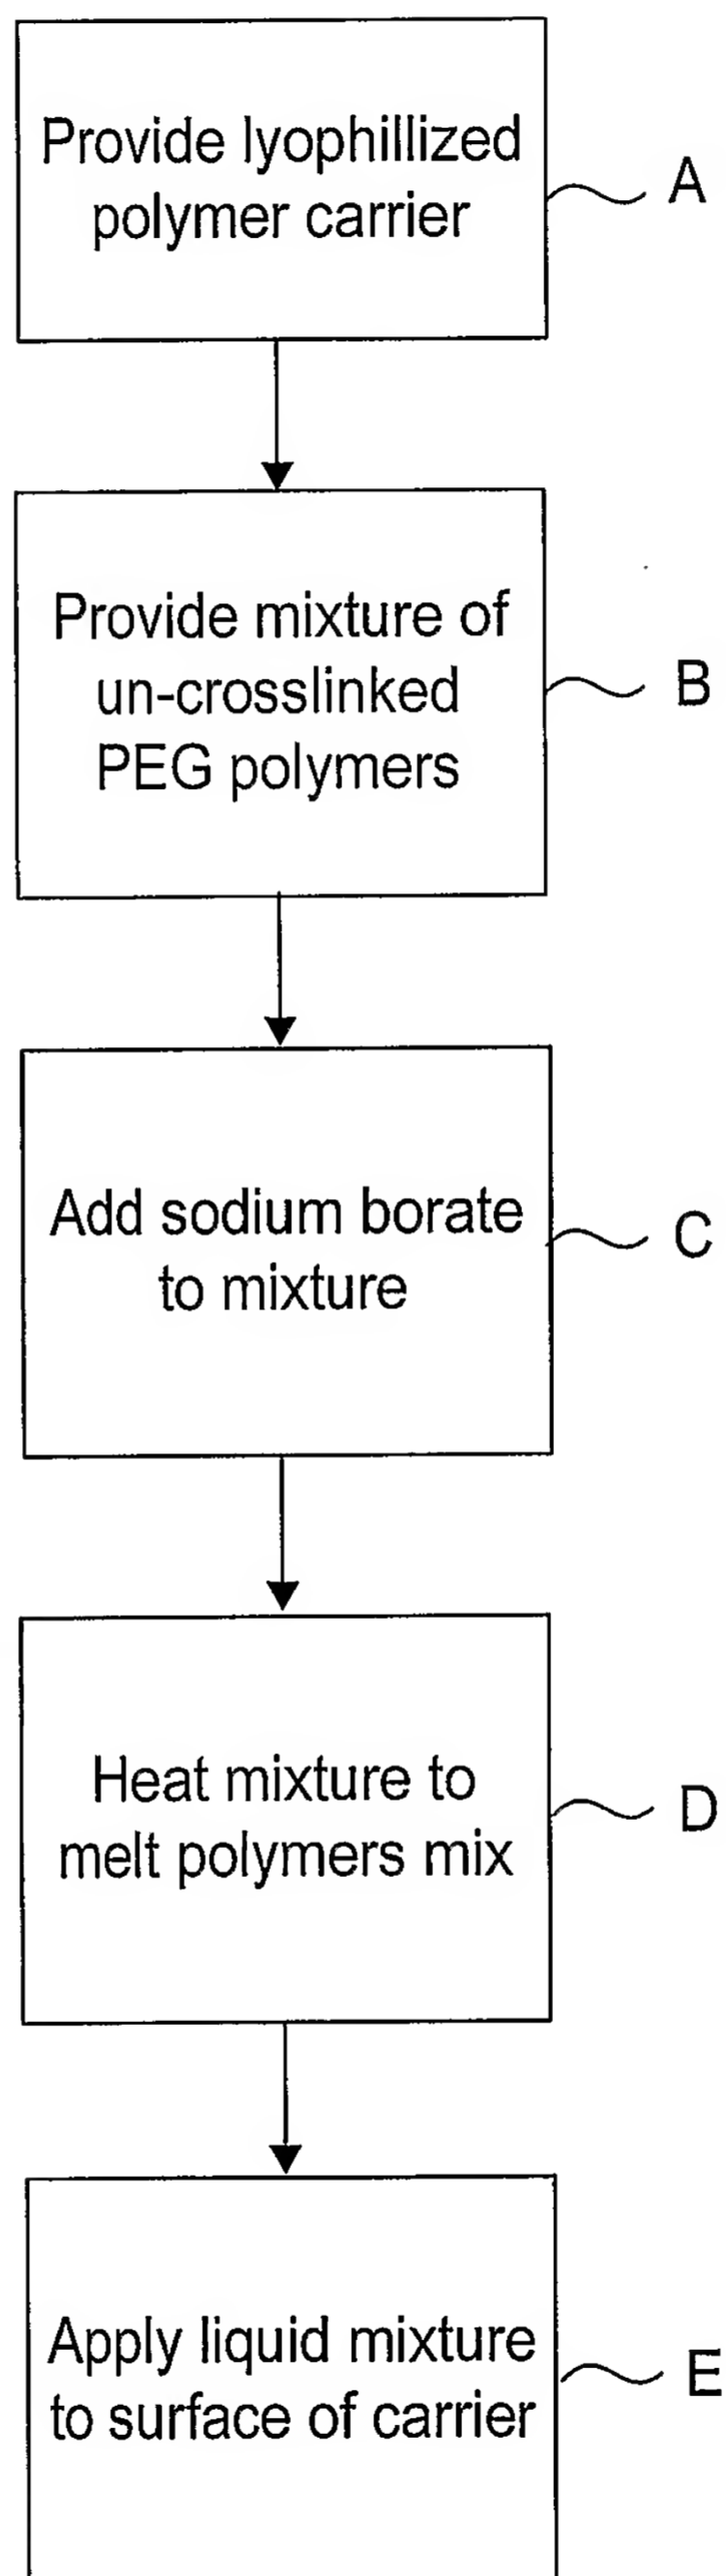 Provide lyophillized
polymer carrier
A
Provide mixture of
un-crosslinked
PEG polymers
B
Add sodium borate
to mixture
C
Heat mixture to
melt polymers mix
D
Apply liquid mixture
to surface of carrier
E